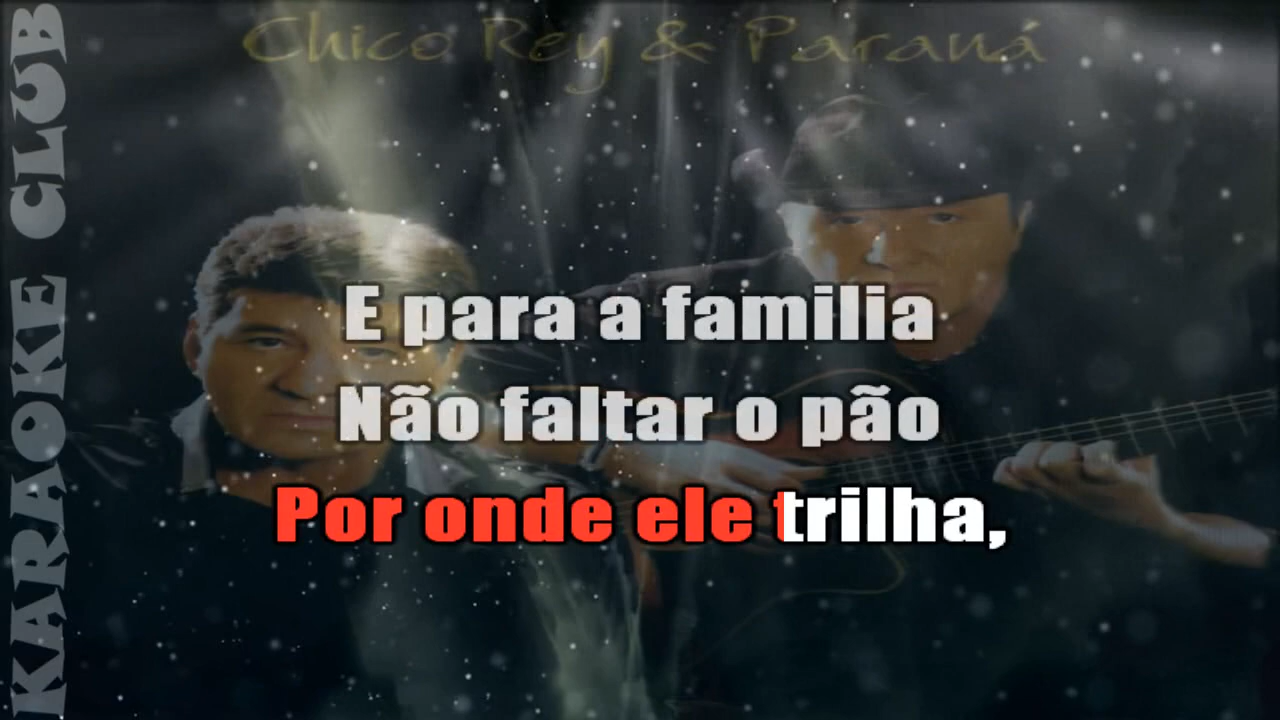 Chico Rey & Paraná
KARAOKE CLUB
E para a familia
Não faltar o pão
Por onde ele trilha,